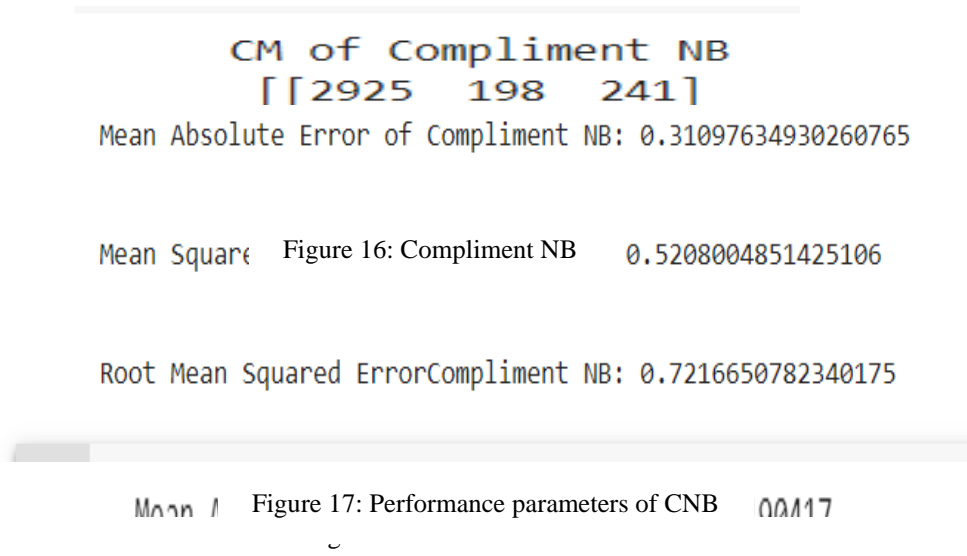 CM of Compliment NB
[[2925 198 241]
Mean Absolute Error of Compliment NB: 0.31097634930260765
Mean Square Figure 16: Compliment NB 0.5208004851425106
Root Mean Squared ErrorCompliment NB: 0.7216650782340175
Figure 17: Performance parameters of CNB